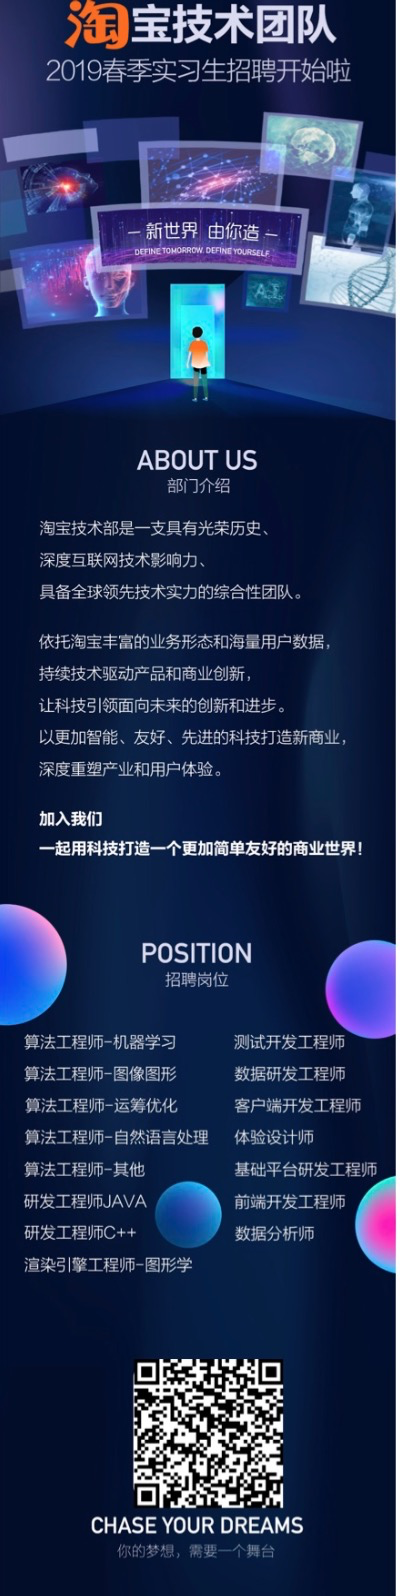 淘宝技术团队
2019春季实习生招聘开始啦
— 新世界 由你造 —
DEFINE TOMORROW. DEFINE YOURSELF.
ABOUT US
部门介绍
淘宝技术部是一支具有光荣历史、
深度互联网技术影响力、
具备全球领先技术实力的综合性团队。
依托淘宝丰富的业务形态和海量用户数据，
持续技术驱动产品和商业创新，
让科技引领面向未来的创新和进步。
以更加智能、友好、先进的科技打造新商业，
深度重塑产业和用户体验。
加入我们
一起用科技打造一个更加简单友好的商业世界！
POSITION
招聘岗位
算法工程师-机器学习
算法工程师-图像图形
算法工程师-运筹优化
算法工程师-自然语言处理
算法工程师-其他
研发工程师JAVA
研发工程师C++
渲染引擎工程师-图形学
测试开发工程师
数据研发工程师
客户端开发工程师
体验设计师
基础平台研发工程师
前端开发工程师
数据分析师
CHASE YOUR DREAMS
你的梦想，需要一个舞台